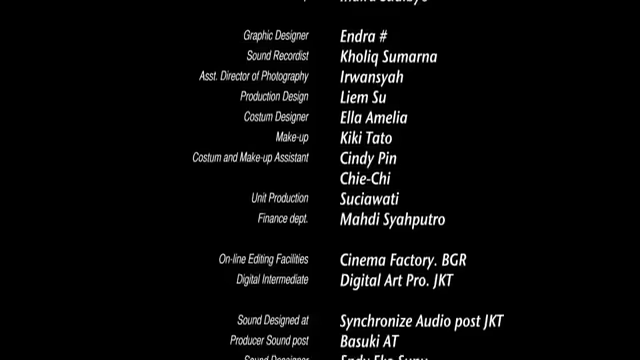 Graphic Designer Endra #
Sound Recordist Kholiq Sumarna
Asst. Director of Photography Irwansyah
Production Design Liem Su
Costum Designer Ella Amelia
Make-up Kiki Tato
Costum and Make-up Assistant Cindy Pin
Chie-Chi
Unit Production Suciawati
Finance dept. Mahdi Syahputro
On-line Editing Facilities Cinema Factory. BGR
Digital Intermediate Digital Art Pro. JKT
Sound Designed at Synchronize Audio post JKT
Producer Sound post Basuki AT